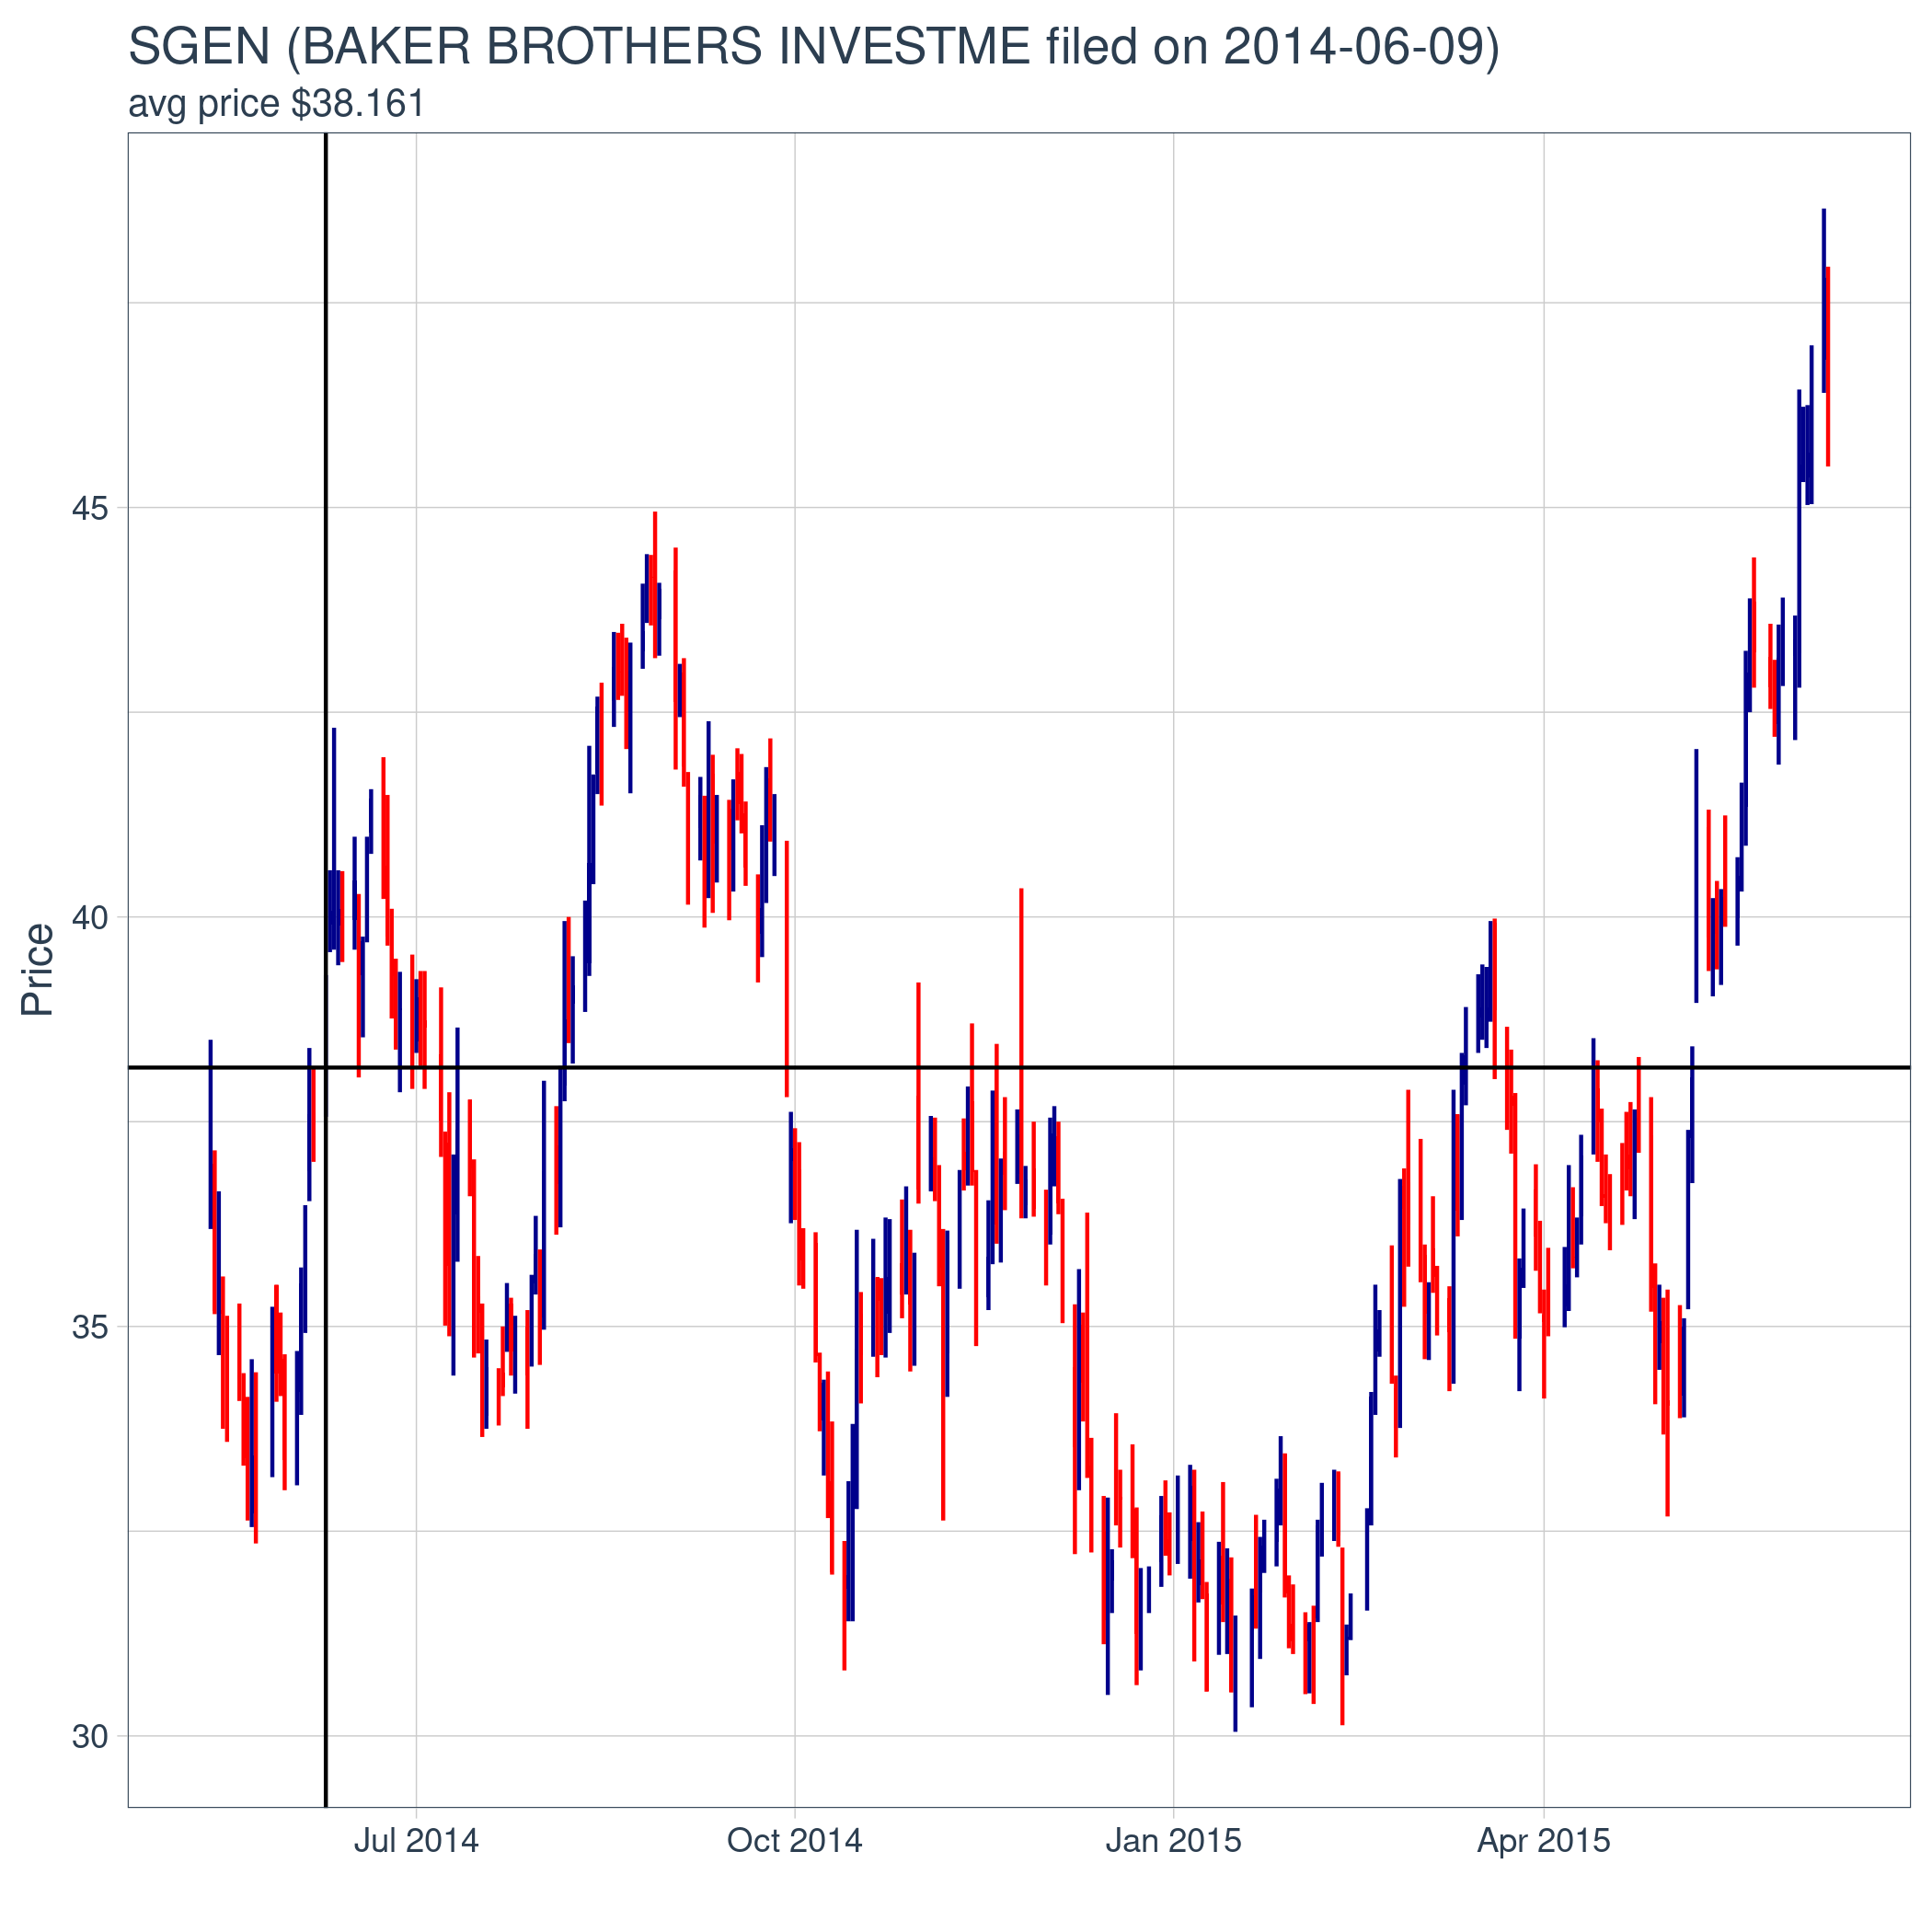 SGEN (BAKER BROTHERS INVESTME filed on 2014-06-09)
avg price $38.161
Price
45
40
35
30
Jul 2014
Oct 2014
Jan 2015
Apr 2015